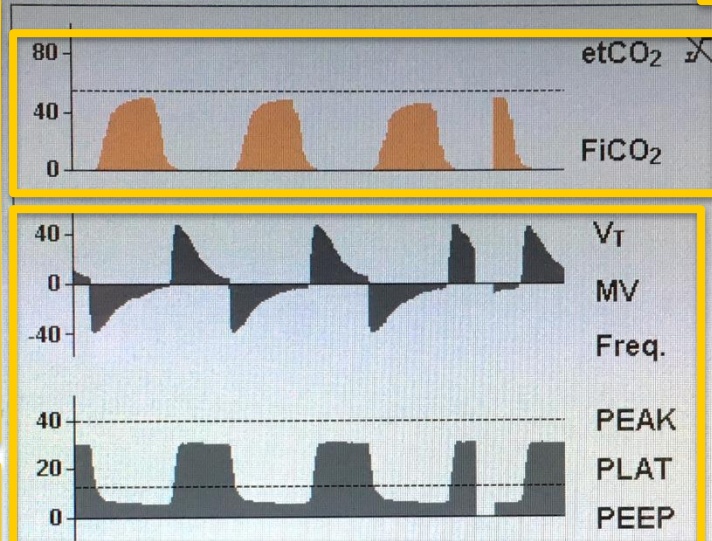 80
etCO₂
40
FiCO₂
0
40
VT
0
MV
-40
Freq.
40
PEAK
20
PLAT
0
PEEP